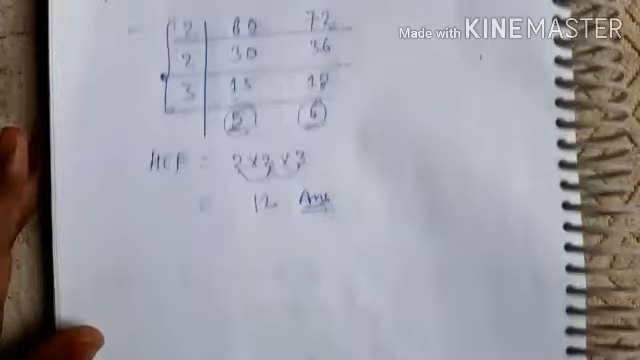 Made with KINEMASTER
2 60 72
2 30 36
3 15 18
5 6
HCF = 2 × 2 × 3
= 12 Ans